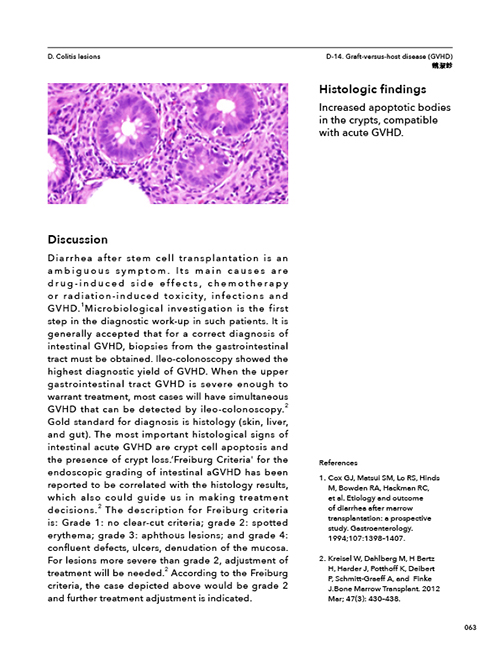 D. Colitis lesions
D-14. Graft-versus-host disease (GVHD)
Histologic findings
Increased apoptotic bodies
in the crypts, compatible
with acute GVHD.
Discussion
Diarrhea after stem cell transplantation is an
ambiguous symptom. Its main causes are
drug-induced side effects, chemotherapy
or radiation-induced toxicity, infections and
GVHD.1Microbiological investigation is the first
step in the diagnostic work-up in such patients. It is
generally accepted that for a correct diagnosis of
intestinal GVHD, biopsies from the gastrointestinal
tract must be obtained. Ileo-colonoscopy showed the
highest diagnostic yield of GVHD. When the upper
gastrointestinal tract GVHD is severe enough to
warrant treatment, most cases will have simultaneous
GVHD that can be detected by ileo-colonoscopy.2
Gold standard for diagnosis is histology (skin, liver,
and gut). The most important histological signs of
intestinal acute GVHD are crypt cell apoptosis and
the presence of crypt loss.'Freiburg Criteria' for the
endoscopic grading of intestinal aGVHD has been
reported to be correlated with the histology results,
which also could guide us in making treatment
decisions.2 The description for Freiburg criteria
is: Grade 1: no clear-cut criteria; grade 2: spotted
erythema; grade 3: aphthous lesions; and grade 4:
confluent defects, ulcers, denudation of the mucosa.
For lesions more severe than grade 2, adjustment of
treatment will be needed.2 According to the Freiburg
criteria, the case depicted above would be grade 2
and further treatment adjustment is indicated.
References
1. Cox GJ, Matsui SM, Lo RS, Hinds
M, Bowden RA, Hackman RC,
et al. Etiology and outcome
of diarrhea after marrow
transplantation: a prospective
study. Gastroenterology.
1994;107:1398-1407.
2. Kreisel W, Dahlberg M, H Bertz
H, Harder J, Potthoff K, Deibert
P, Schmitt-Graeff A, and Finke
J.Bone Marrow Transplant. 2012
Mar; 47(3): 430–438.
063